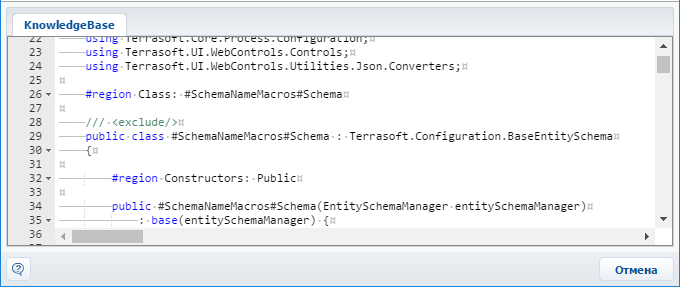 KnowledgeBase
22 using Terrasoft.Core.Process.Configuration;¤
23 using Terrasoft.UI.WebControls.Controls;¤
24 using Terrasoft.UI.WebControls.Utilities.Json.Converters;¤
25 ¤
26 #region Class: #SchemaNameMacros#Schema¤
27 ¤
28 /// <exclude/>¤
29 public class #SchemaNameMacros#Schema : Terrasoft.Configuration.BaseEntitySchema¤
30 {¤
31 ¤
32 #region Constructors: Public¤
33 ¤
34 public #SchemaNameMacros#Schema(EntitySchemaManager entitySchemaManager)¤
35 : base(entitySchemaManager) {¤
36
? Отмена